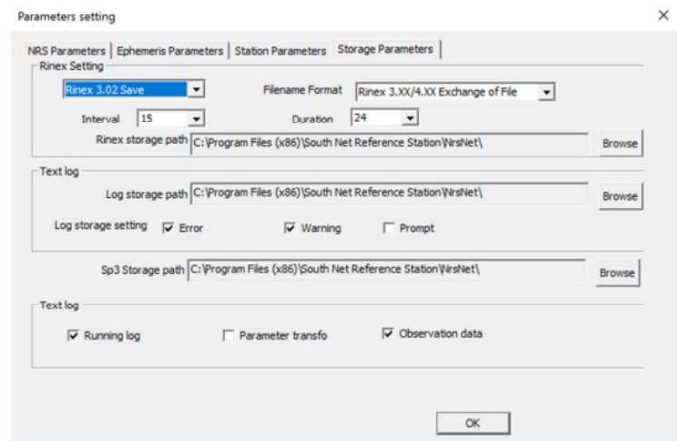 Parameters setting
NRS Parameters Ephemeris Parameters Station Parameters Storage Parameters
Rinex Setting
Rinex 3.02 Save Filename Format Rinex 3.XX/4.XX Exchange of File
Interval 15 Duration 24
Rinex storage path C:\Program Files (x86)\South Net Reference Station\NrsNet\ Browse
Text log
Log storage path C:\Program Files (x86)\South Net Reference Station\NrsNet\ Browse
Log storage setting Error Warning Prompt
Sp3 Storage path C:\Program Files (x86)\South Net Reference Station\NrsNet\ Browse
Text log
Running log Parameter transfo Observation data
OK